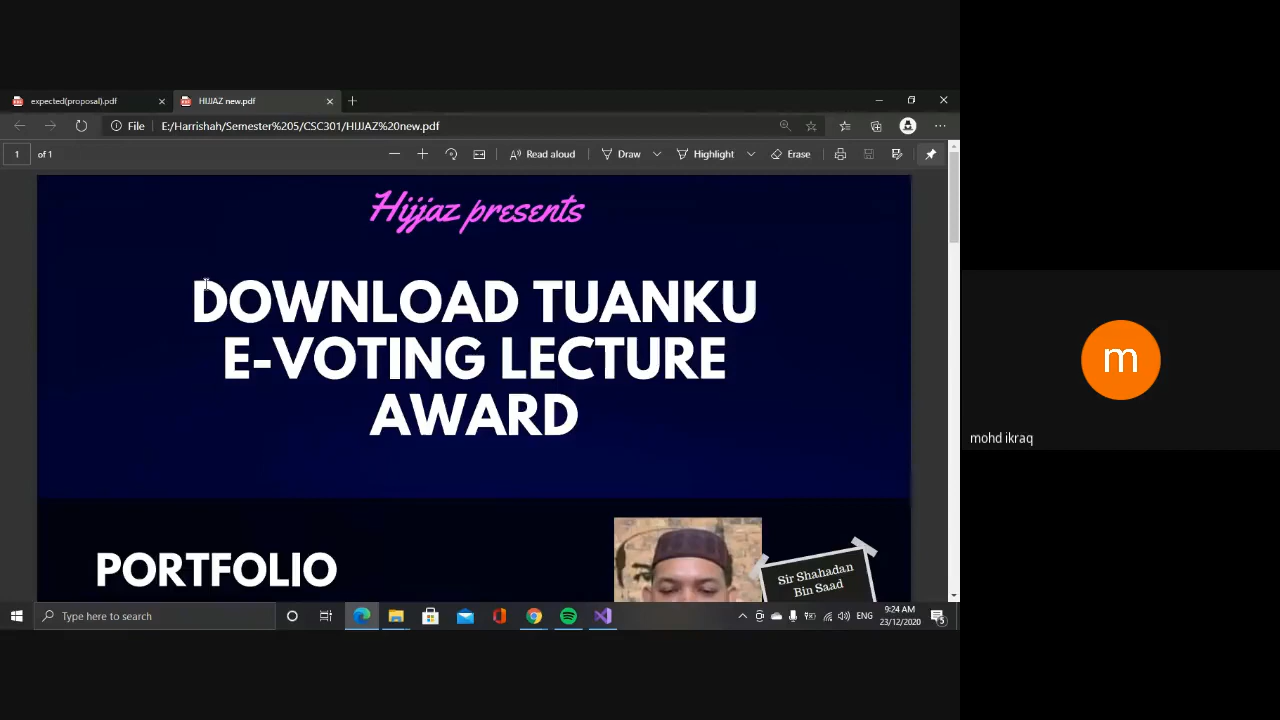 expected(proposal).pdf
HIJJAZ new.pdf
File
E:/Harrishah/Semester%205/CSC301/HIJJAZ%20new.pdf
1 of 1
Read aloud
Draw
Highlight
Erase
Hijjaz presents
DOWNLOAD TUANKU
E-VOTING LECTURE
AWARD
PORTFOLIO
Sir Shahadan
Bin Saad
m
mohd ikraq
Type here to search
ENG
9:24 AM
23/12/2020
5